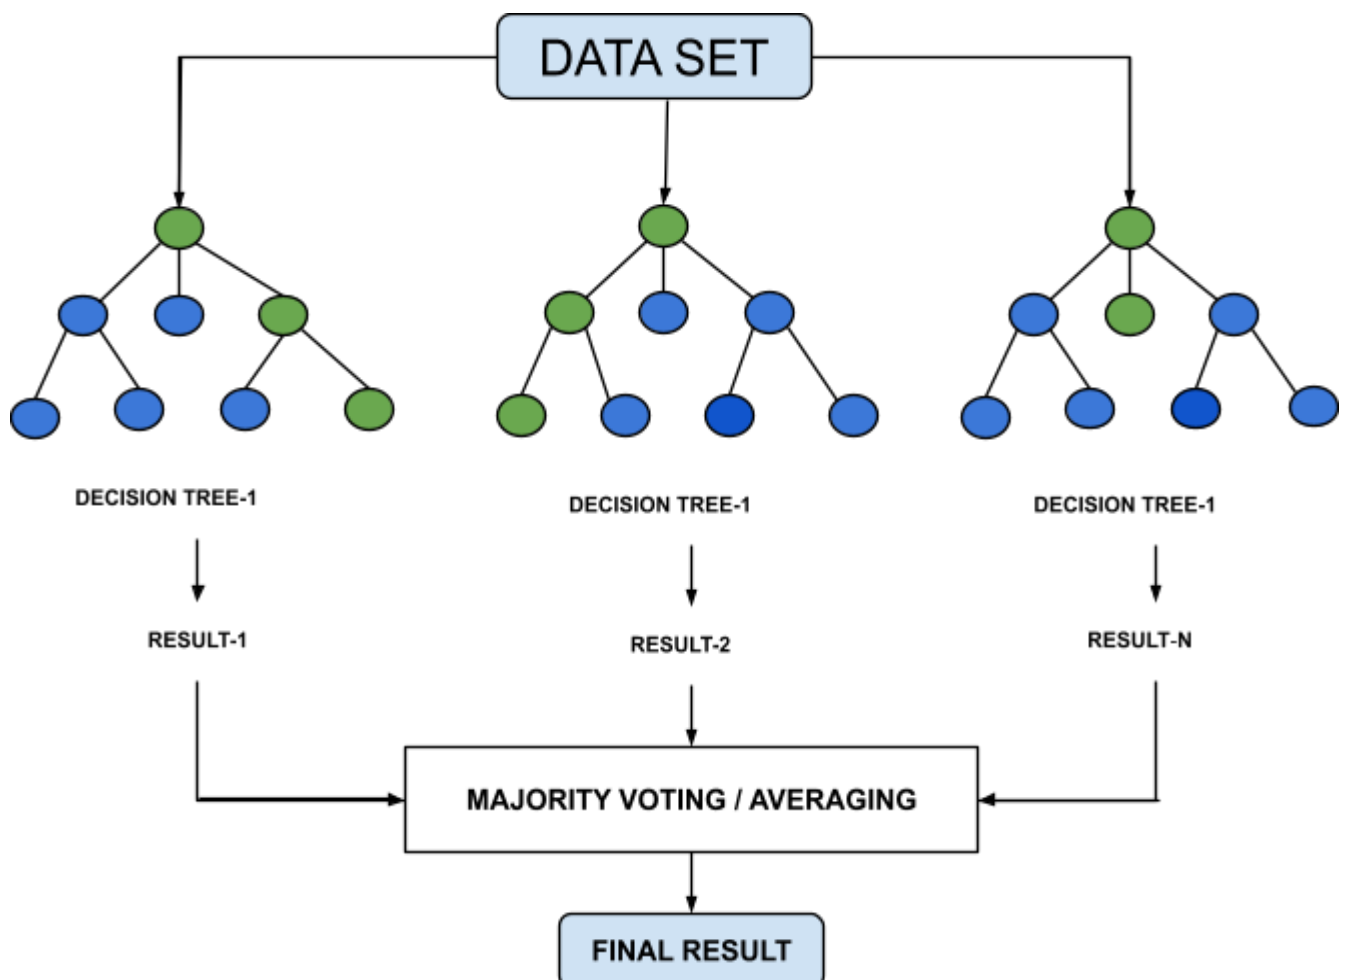 DATA SET
DECISION TREE-1
DECISION TREE-1
DECISION TREE-1
RESULT-1
RESULT-2
RESULT-N
MAJORITY VOTING / AVERAGING
FINAL RESULT